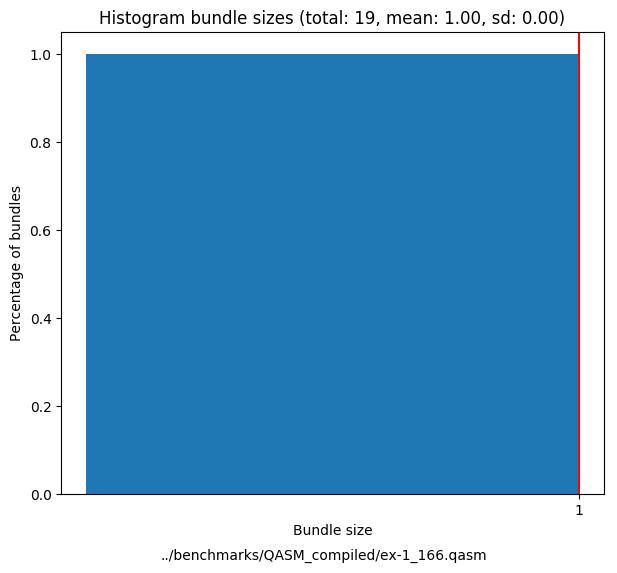 Histogram bundle sizes (total: 19, mean: 1.00, sd: 0.00)
1.0
0.8
0.6
0.4
0.2
0.0
Percentage of bundles
1
Bundle size
../benchmarks/QASM_compiled/ex-1_166.qasm